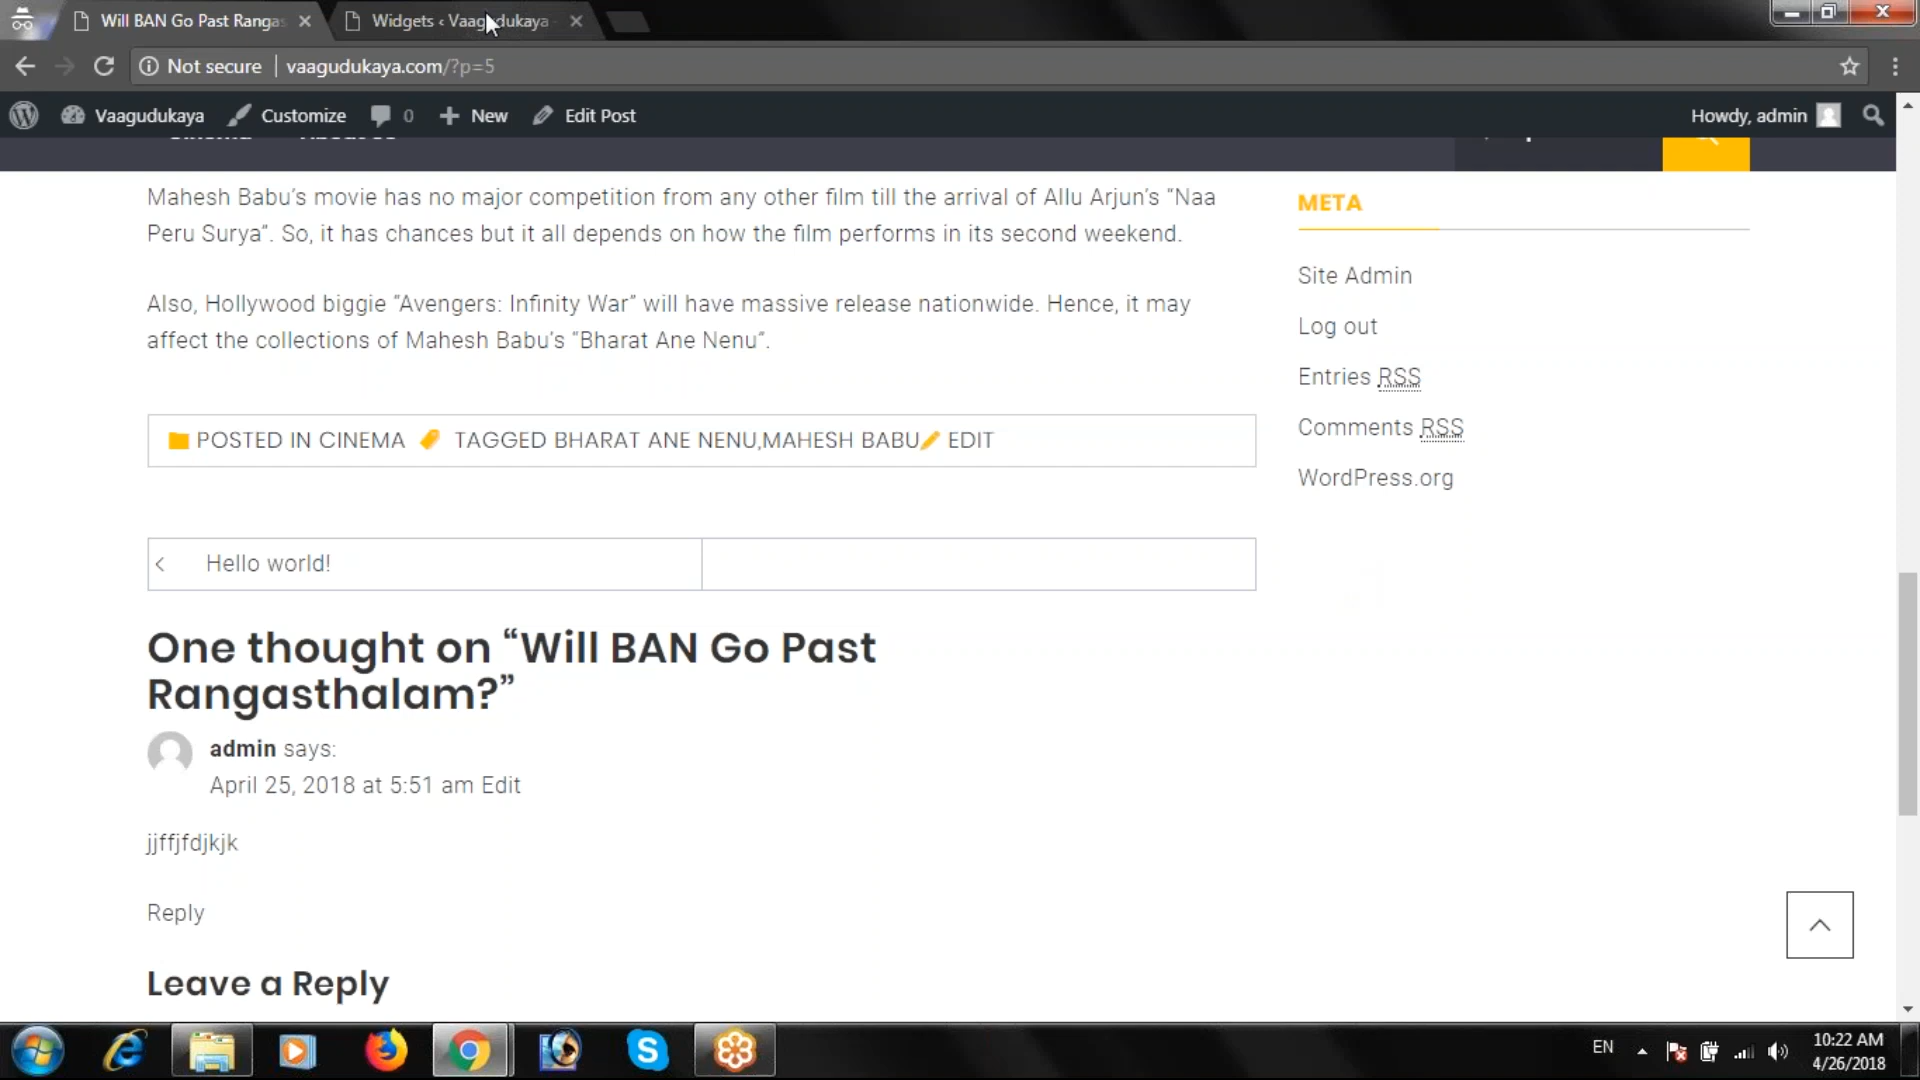 Will BAN Go Past Rangas
Widgets ‹ Vaagudukaya
Not secure
vaagudukaya.com/?p=5
Vaagudukaya
Customize
0
New
Edit Post
Howdy, admin
Mahesh Babu’s movie has no major competition from any other film till the arrival of Allu Arjun’s “Naa
Peru Surya”. So, it has chances but it all depends on how the film performs in its second weekend.
Also, Hollywood biggie “Avengers: Infinity War” will have massive release nationwide. Hence, it may
affect the collections of Mahesh Babu’s “Bharat Ane Nenu”.
POSTED IN CINEMA TAGGED BHARAT ANE NENU,MAHESH BABU EDIT
< Hello world!
One thought on “Will BAN Go Past
Rangasthalam?”
admin says:
April 25, 2018 at 5:51 am Edit
jjffjfdjkjk
Reply
Leave a Reply
META
Site Admin
Log out
Entries RSS
Comments RSS
WordPress.org
EN
10:22 AM
4/26/2018